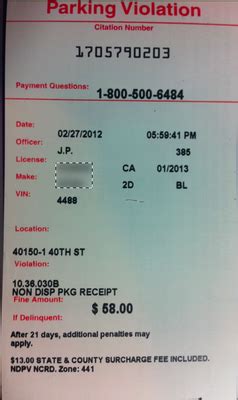 Parking Violation
Citation Number
1705790203
Payment Questions:
1-800-500-6484
Date:
02/27/2012 05:59:41 PM
Officer:
J.P. 385
License:
CA 01/2013
Make:
2D BL
VIN:
4488
Location:
40150-1 40TH ST
Violation:
10.36.030B
NON DISP PKG RECEIPT
Fine Amount:
$ 58.00
If Delinquent:
After 21 days, additional penalties may
apply.
$13.00 STATE & COUNTY SURCHARGE FEE INCLUDED.
NDPV NCRD. Zone: 441